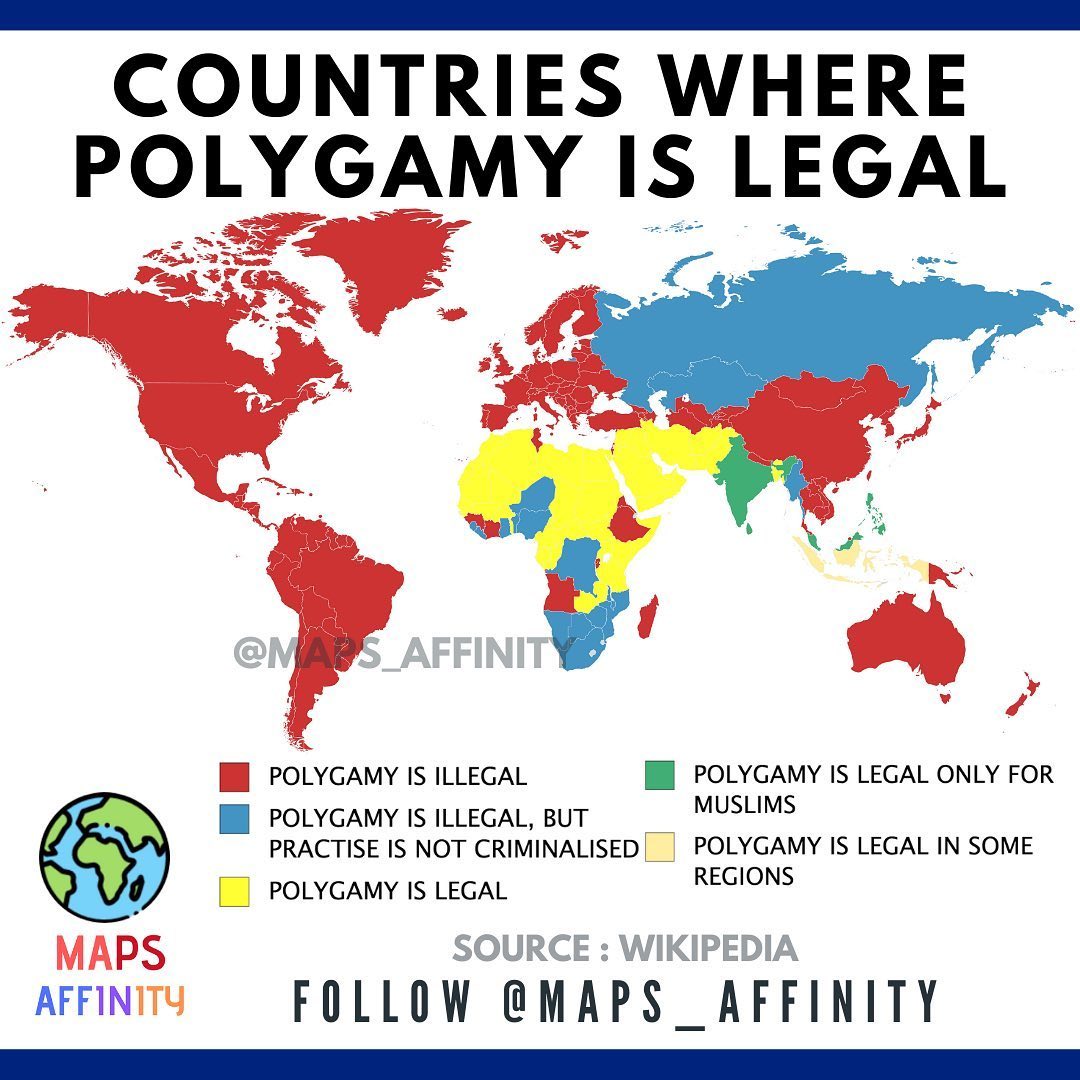 COUNTRIES WHERE
POLYGAMY IS LEGAL
@MAPS_AFFINITY
POLYGAMY IS ILLEGAL
POLYGAMY IS ILLEGAL, BUT
PRACTISE IS NOT CRIMINALISED
POLYGAMY IS LEGAL
POLYGAMY IS LEGAL ONLY FOR
MUSLIMS
POLYGAMY IS LEGAL IN SOME
REGIONS
MAPS
AFFINITY
SOURCE : WIKIPEDIA
FOLLOW @MAPS_AFFINITY